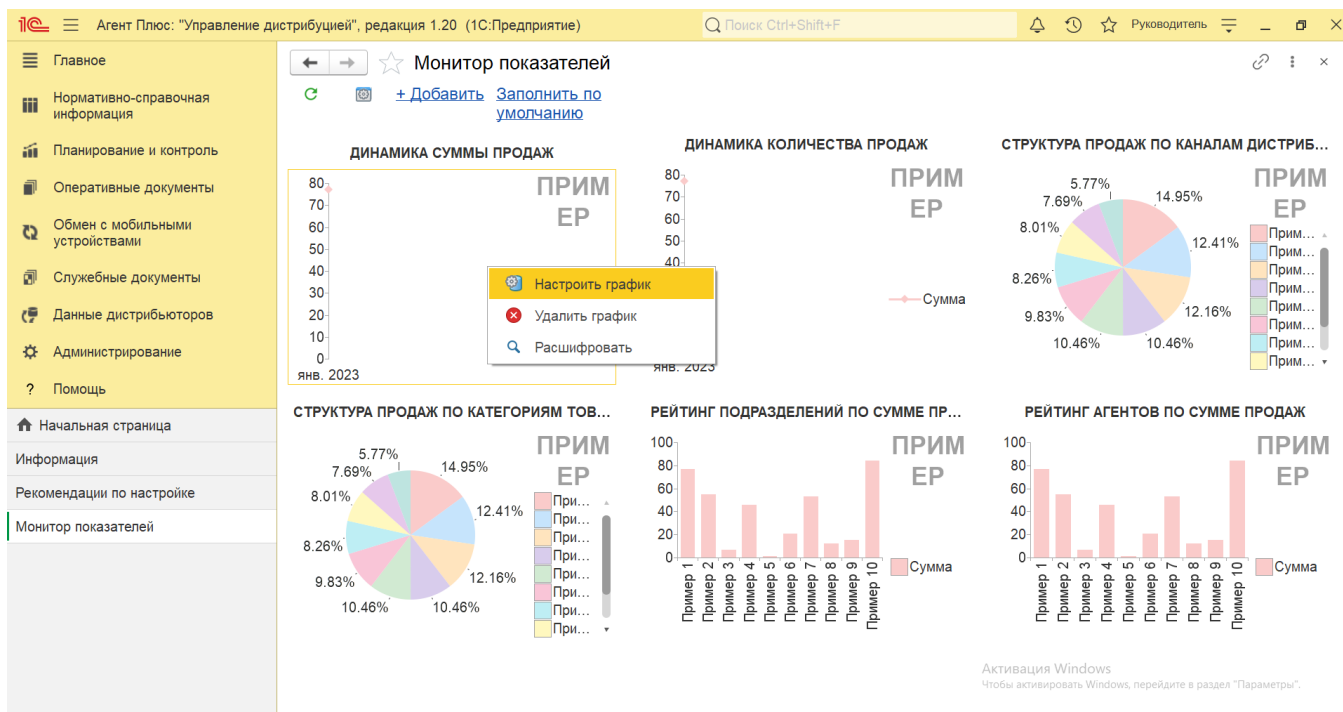 Агент Плюс: "Управление дистрибуцией", редакция 1.20 (1С:Предприятие)
Поиск Ctrl+Shift+F
Руководитель
Главное
Нормативно-справочная
информация
Планирование и контроль
Оперативные документы
Обмен с мобильными
устройствами
Служебные документы
Данные дистрибьюторов
Администрирование
? Помощь
Начальная страница
Информация
Рекомендации по настройке
Монитор показателей
Монитор показателей
+ Добавить
Заполнить по
умолчанию
ДИНАМИКА СУММЫ ПРОДАЖ
ПРИМ
ЕР
80
70
60
50
40
30
20
10
0
янв. 2023
Настроить график
Удалить график
Расшифровать
ДИНАМИКА КОЛИЧЕСТВА ПРОДАЖ
ПРИМ
ЕР
80
70
60
50
40
Сумма
янв. 2023
СТРУКТУРА ПРОДАЖ ПО КАНАЛАМ ДИСТРИБ...
ПРИМ
ЕР
5.77%
14.95%
7.69%
8.01%
12.41%
8.26%
12.16%
9.83%
10.46%
10.46%
Прим...
Прим...
Прим...
Прим...
Прим...
Прим...
Прим...
Прим...
СТРУКТУРА ПРОДАЖ ПО КАТЕГОРИЯМ ТОВ...
ПРИМ
ЕР
5.77%
14.95%
7.69%
8.01%
12.41%
8.26%
12.16%
9.83%
10.46%
10.46%
При...
При...
При...
При...
При...
При...
При...
При...
РЕЙТИНГ ПОДРАЗДЕЛЕНИЙ ПО СУММЕ ПР...
ПРИМ
ЕР
100
80
60
40
20
0
Сумма
Пример 1
Пример 2
Пример 3
Пример 4
Пример 5
Пример 6
Пример 7
Пример 8
Пример 9
Пример 10
РЕЙТИНГ АГЕНТОВ ПО СУММЕ ПРОДАЖ
ПРИМ
ЕР
100
80
60
40
20
0
Сумма
Пример 1
Пример 2
Пример 3
Пример 4
Пример 5
Пример 6
Пример 7
Пример 8
Пример 9
Пример 10
Активация Windows
Чтобы активировать Windows, перейдите в раздел "Параметры".